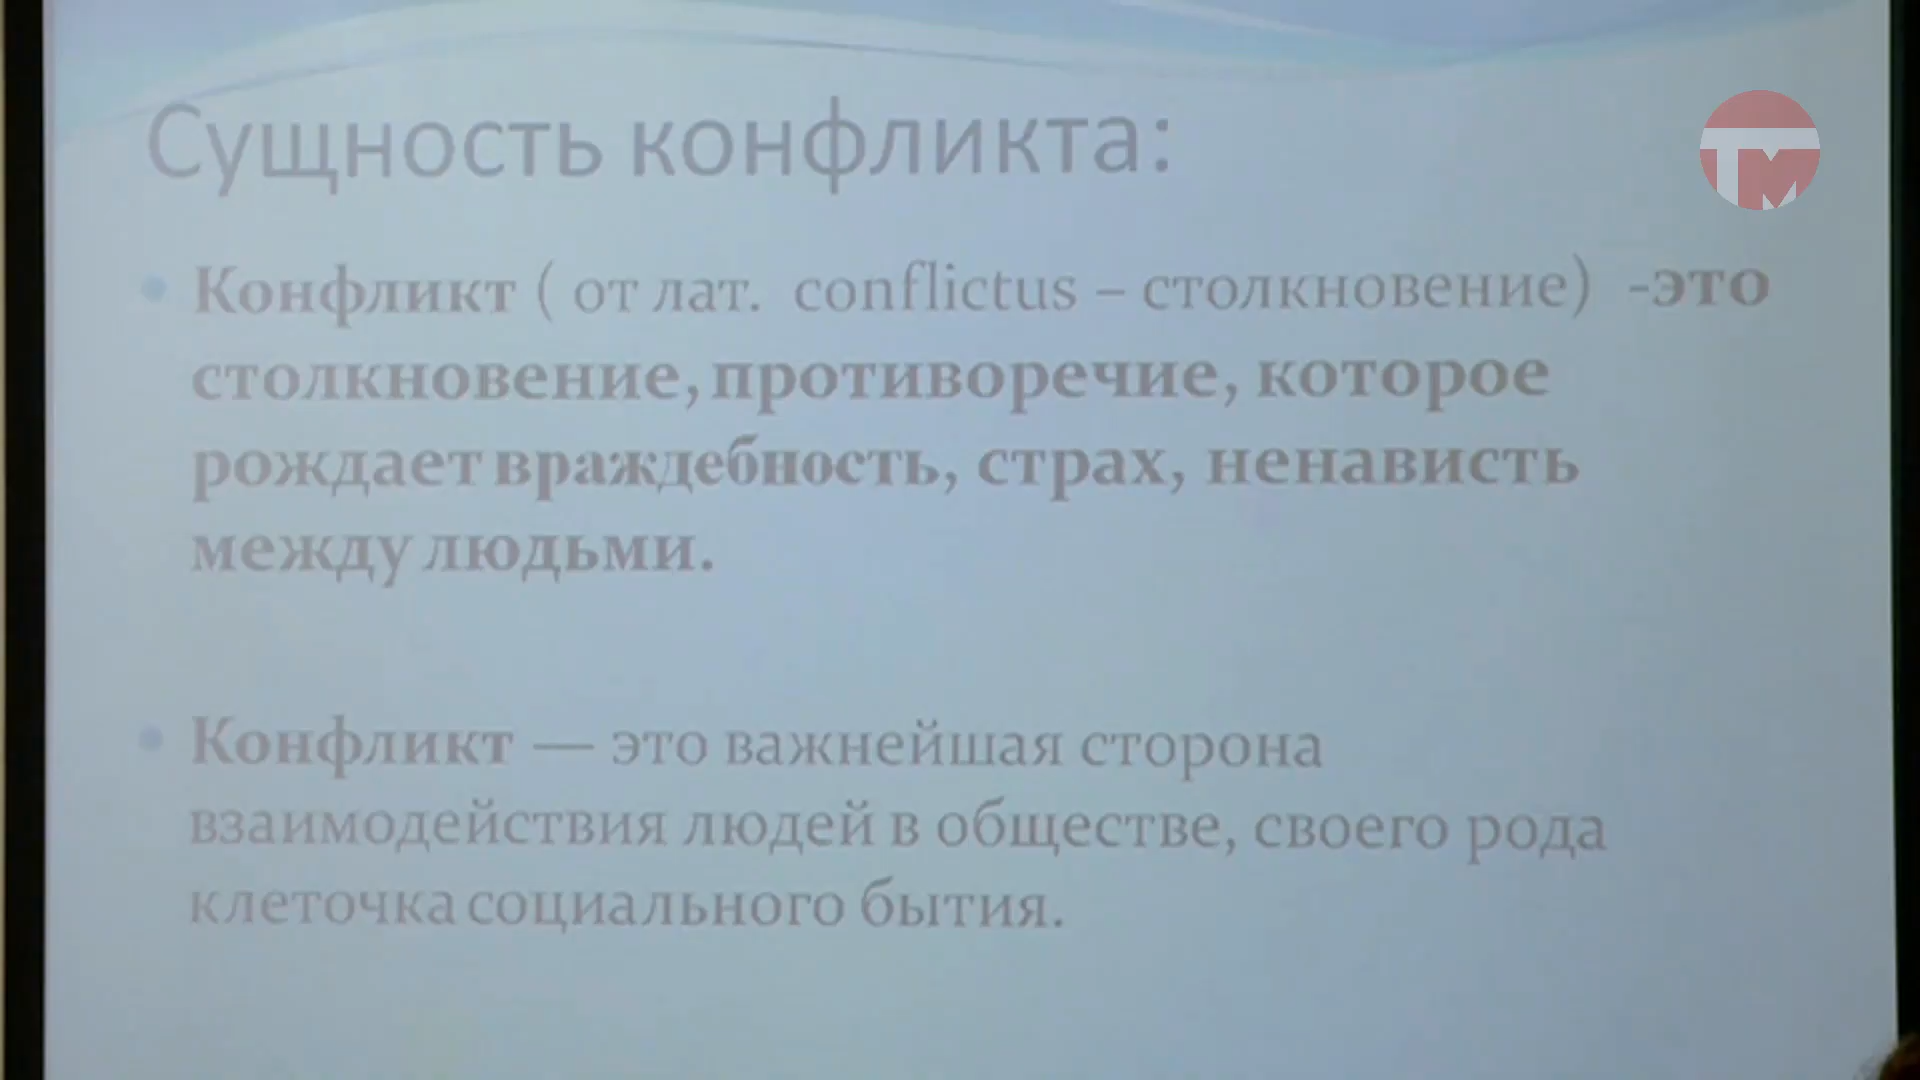 Сущность конфликта:
ТМ
• Конфликт ( от лат. conflictus – столкновение) -это
столкновение, противоречие, которое
рождает враждебность, страх, ненависть
между людьми.
• Конфликт — это важнейшая сторона
взаимодействия людей в обществе, своего рода
клеточка социального бытия.